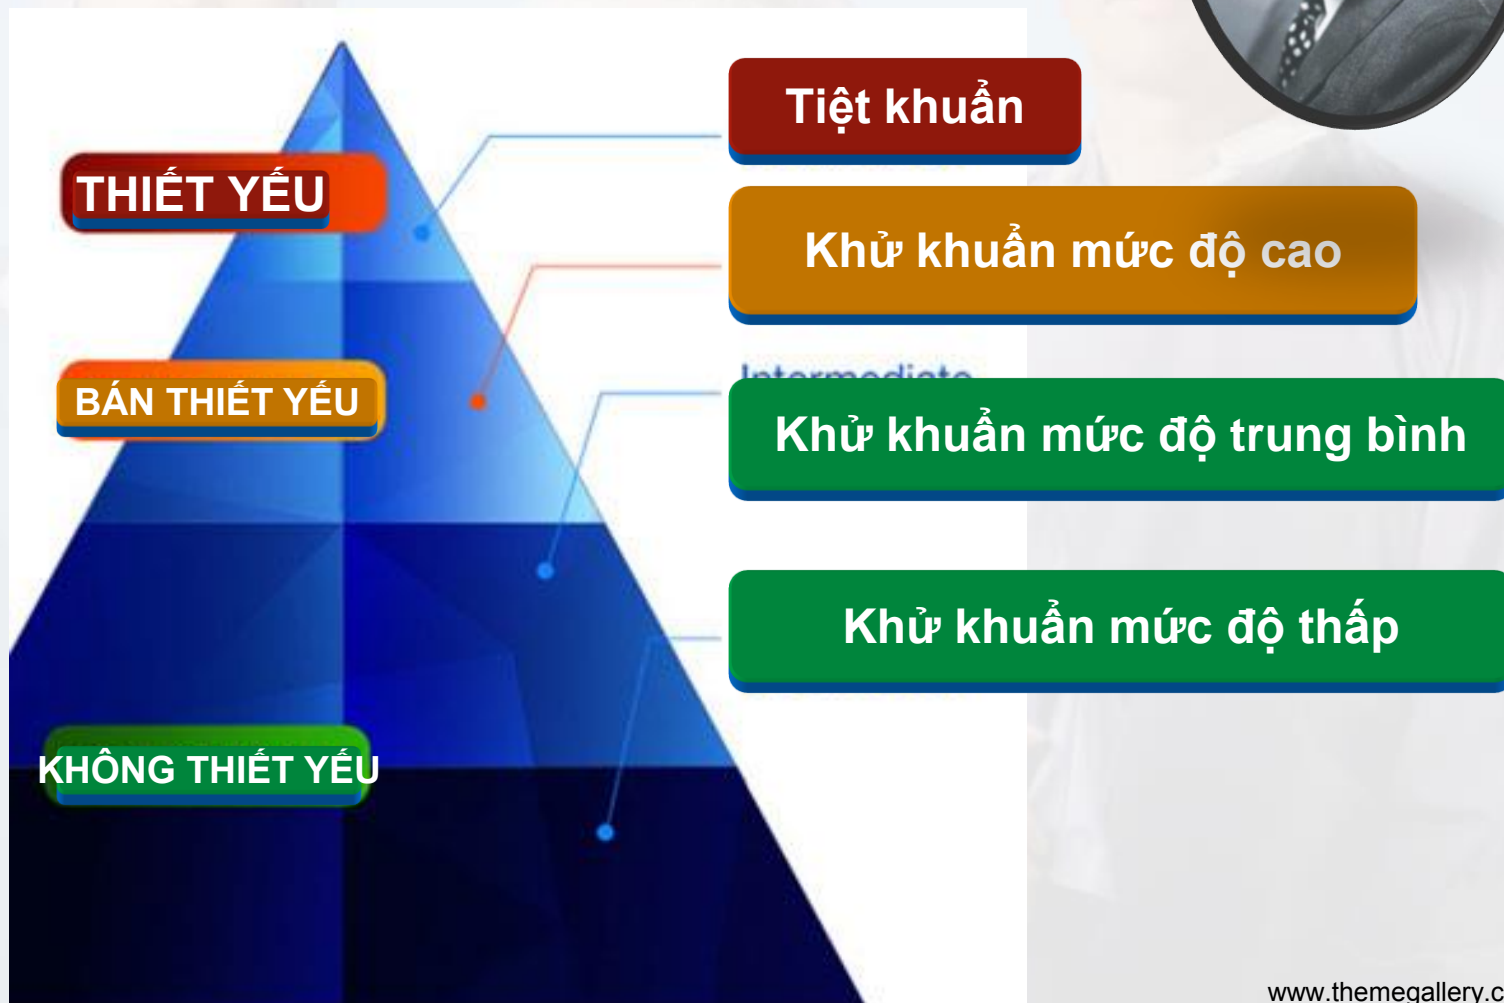 Tiệt khuẩn
THIẾT YẾU
Khử khuẩn mức độ cao
BÁN THIẾT YẾU
Intermediate
Khử khuẩn mức độ trung bình
Khử khuẩn mức độ thấp
KHÔNG THIẾT YẾU
www.themegallery.c